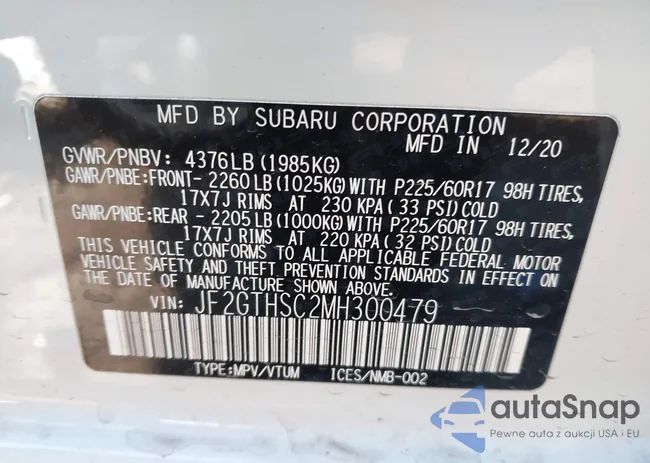 MFD BY SUBARU CORPORATION
MFD IN 12/20
GVWR/PNBV: 4376LB (1985KG)
GAWR/PNBE:FRONT- 2260LB (1025KG) WITH P225/60R17 98H TIRES,
17X7J RIMS AT 230 KPA (33 PSI) COLD
GAWR/PNBE:REAR - 2205LB (1000KG) WITH P225/60R17 98H TIRES,
17X7J RIMS AT 220 KPA (32 PSI) COLD
THIS VEHICLE CONFORMS TO ALL APPLICABLE FEDERAL MOTOR
VEHICLE SAFETY AND THEFT PREVENTION STANDARDS IN EFFECT ON
THE DATE OF MANUFACTURE SHOWN ABOVE.
VIN: JF2GTHSC2MH300479
TYPE:MPV/VTUM ICES/NMB-002
autaSnap
Pewne auta z aukcji USA i EU